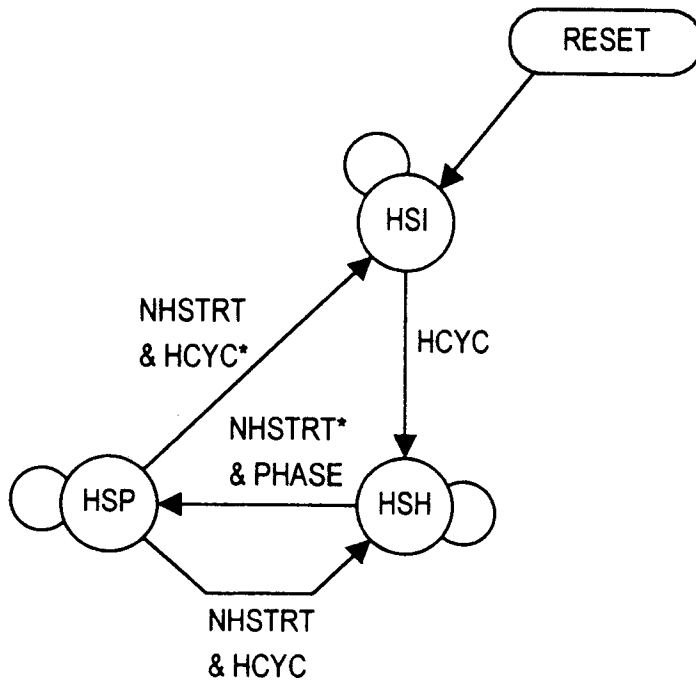 RESET
HSI
NHSTRT
& HCYC*
HCYC
NHSTRT*
& PHASE
HSP
HSH
NHSTRT
& HCYC